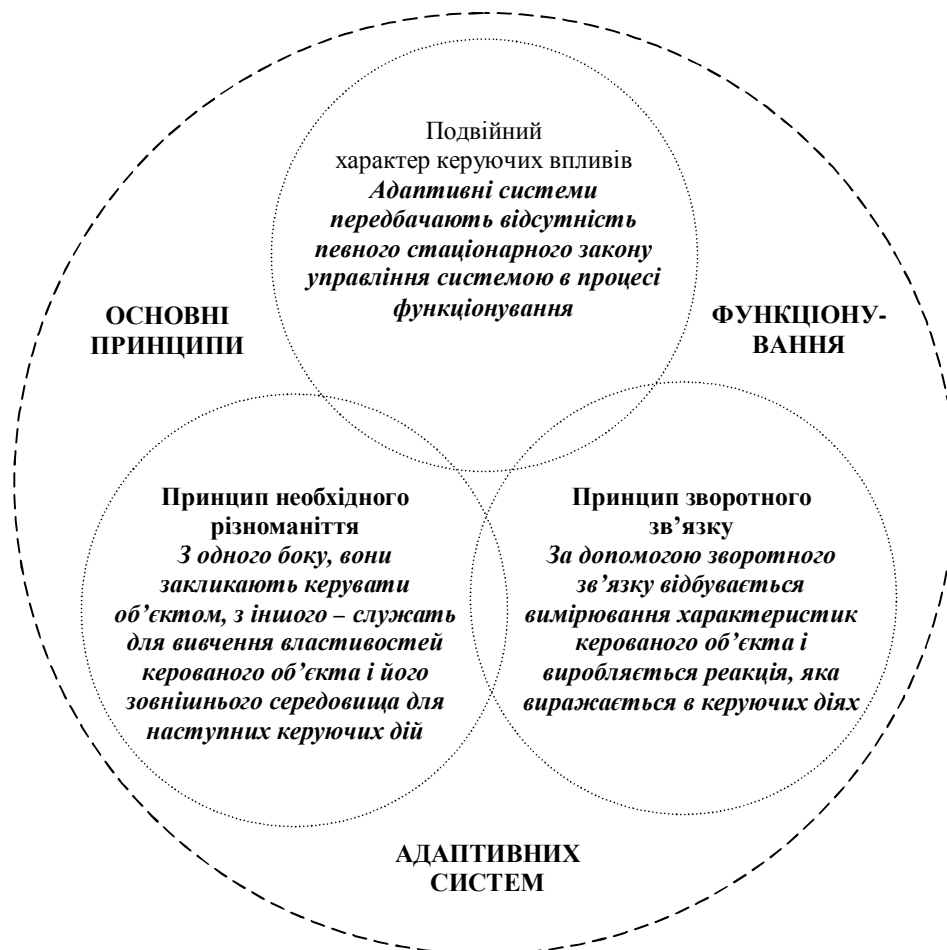 Подвійний
характер керуючих впливів
Адаптивні системи
передбачають відсутність
певного стаціонарного закону
управління системою в процесі
функціонування
ОСНОВНІ
ПРИНЦИПИ
ФУНКЦІОНУ-
ВАННЯ
Принцип необхідного
різноманіття
З одного боку, вони
закликають керувати
об’єктом, з іншого – служать
для вивчення властивостей
керованого об’єкта і його
зовнішнього середовища для
наступних керуючих дій
Принцип зворотного
зв’язку
За допомогою зворотного
зв’язку відбувається
вимірювання характеристик
керованого об’єкта і
виробляється реакція, яка
виражається в керуючих діях
АДАПТИВНИХ
СИСТЕМ